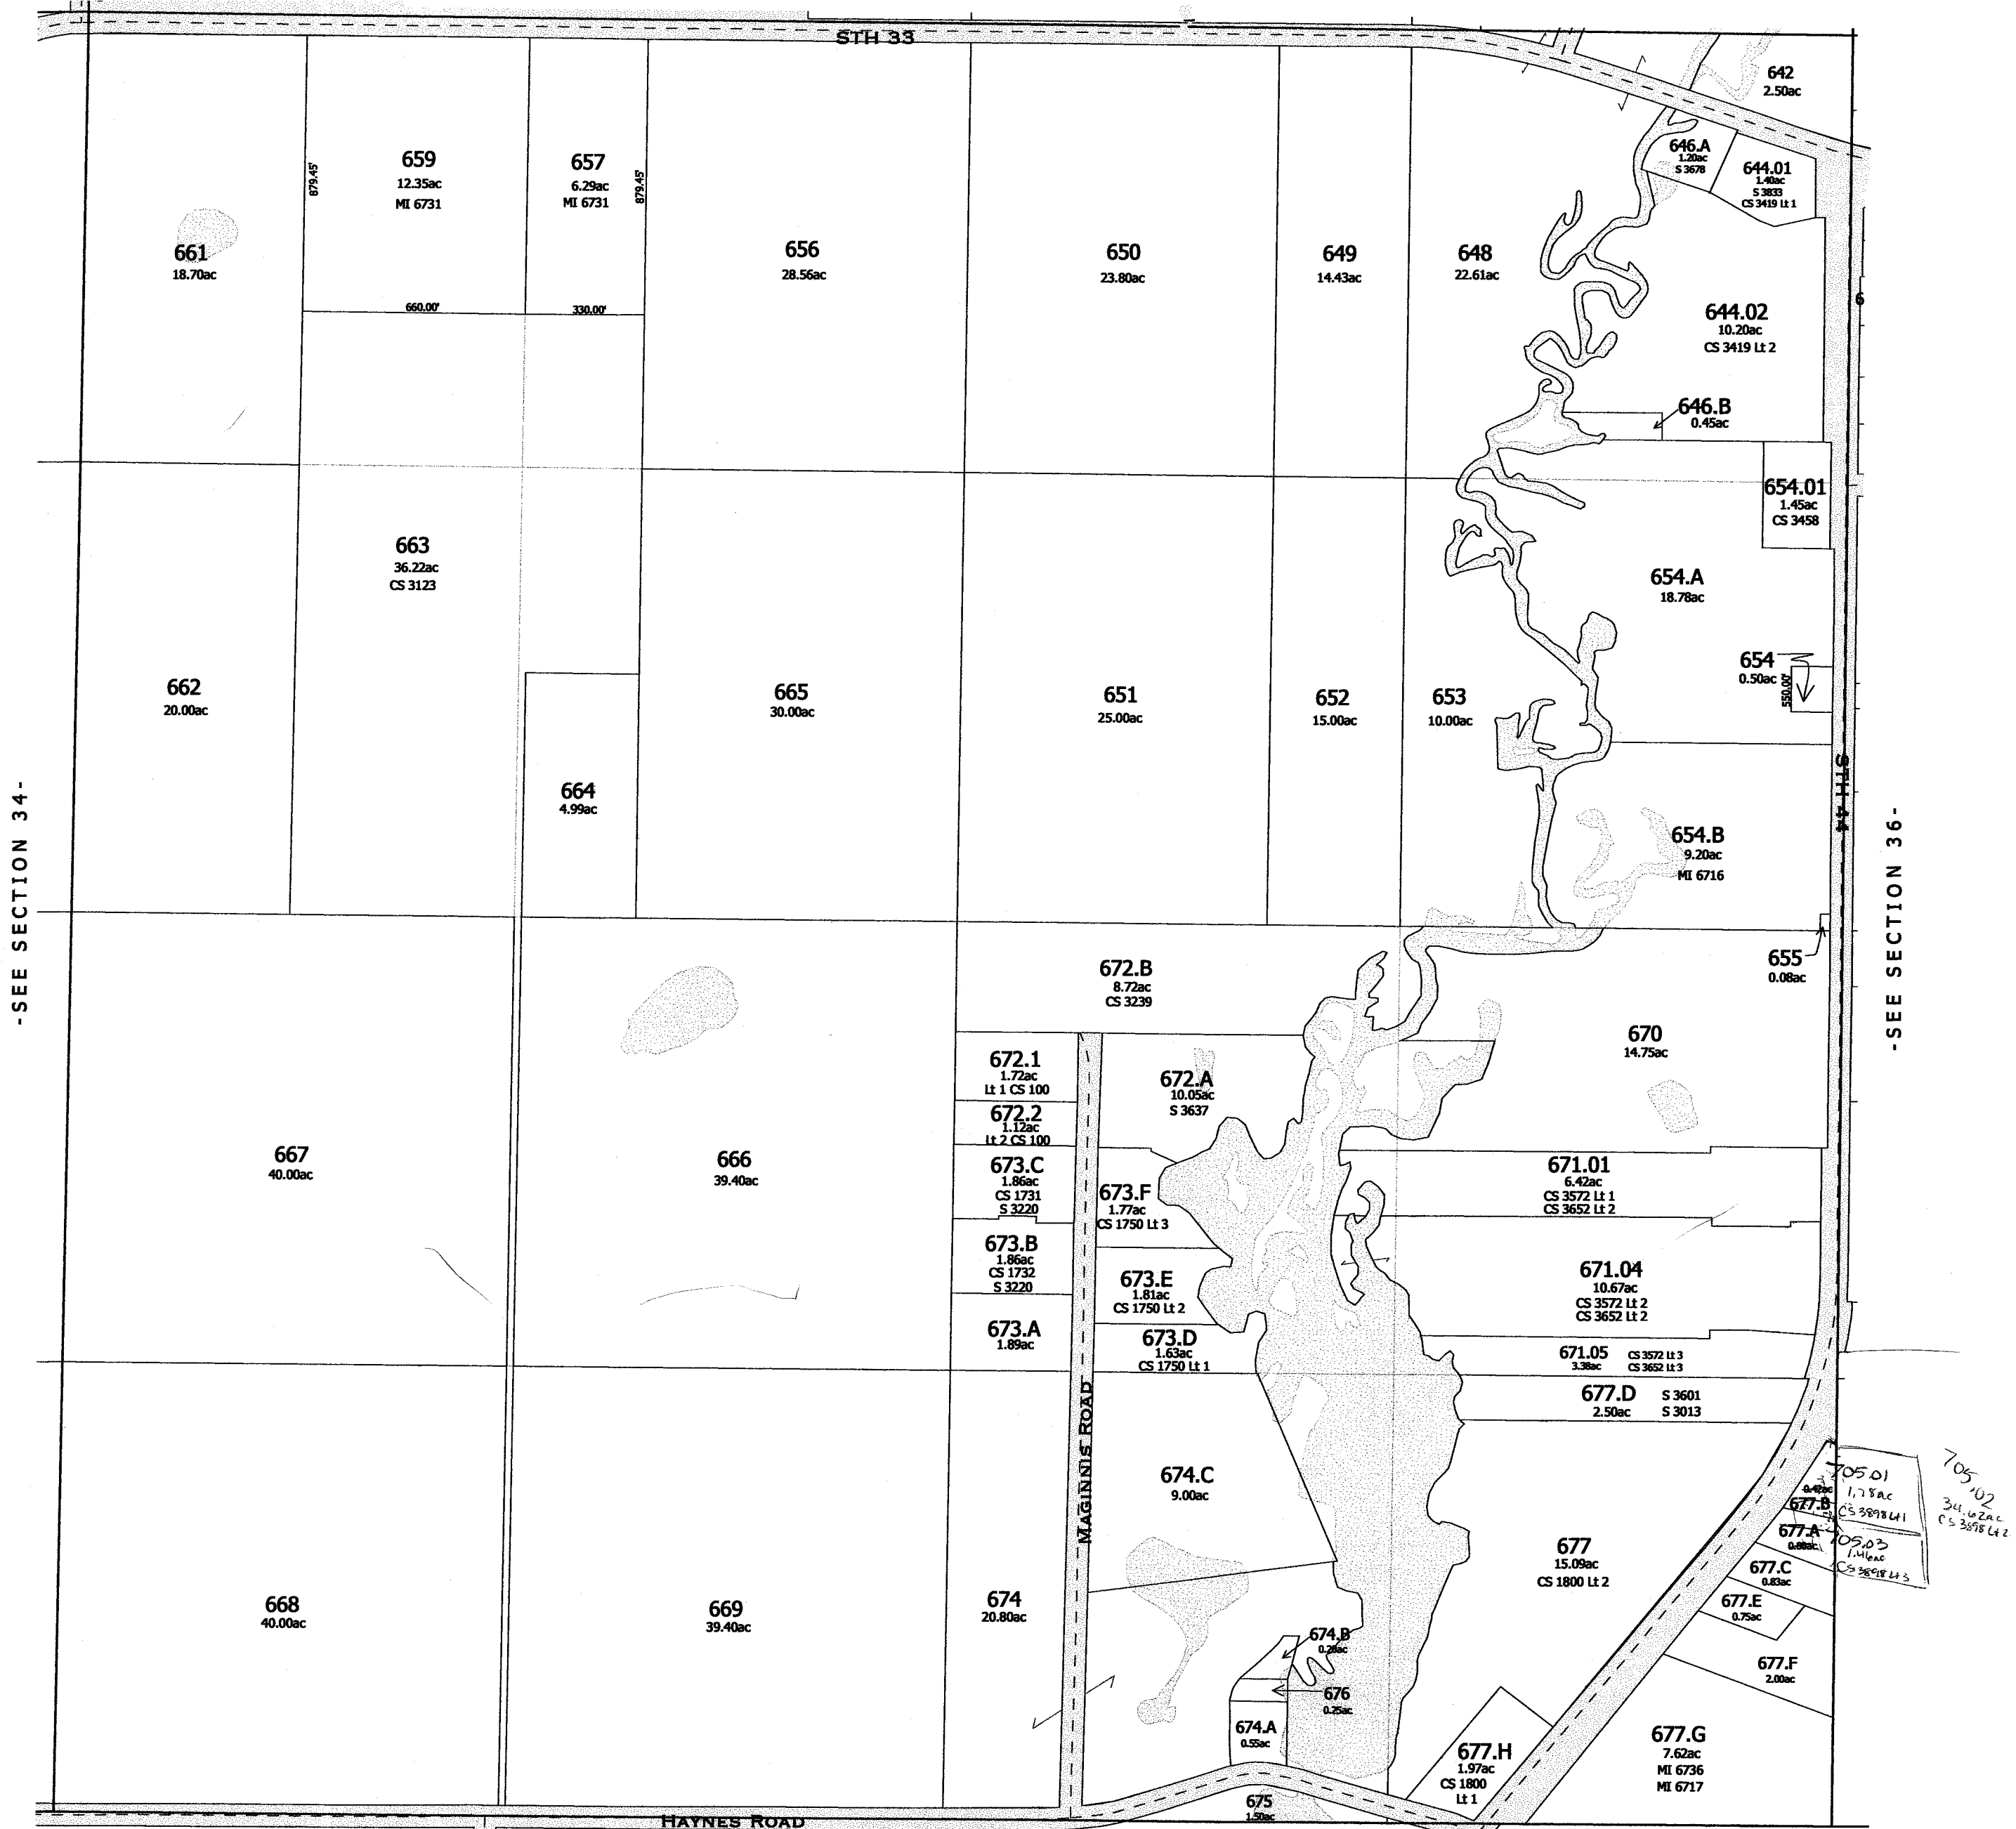 STH 33
642
2.50ac
646.A
1.20ac
S 3678
644.01
1.40ac
S 3833
CS 3419 Lt 1
659
12.35ac
MI 6731
879.45'
657
6.29ac
MI 6731
879.45'
661
18.70ac
656
28.56ac
650
23.80ac
649
14.43ac
648
22.61ac
660.00'
330.00'
644.02
10.20ac
CS 3419 Lt 2
6
646.B
0.45ac
654.01
1.45ac
CS 3458
663
36.22ac
CS 3123
654.A
18.78ac
654
0.50ac
550.00'
662
20.00ac
665
30.00ac
651
25.00ac
652
15.00ac
653
10.00ac
STH 44
664
4.99ac
654.B
9.20ac
MI 6716
-SEE SECTION 34-
-SEE SECTION 36-
655
0.08ac
672.B
8.72ac
CS 3239
670
14.75ac
672.1
1.72ac
Lt 1 CS 100
672.A
10.05ac
S 3637
672.2
1.12ac
Lt 2 CS 100
667
40.00ac
666
39.40ac
673.C
1.86ac
CS 1731
S 3220
673.F
1.77ac
CS 1750 Lt 3
671.01
6.42ac
CS 3572 Lt 1
CS 3652 Lt 2
673.B
1.86ac
CS 1732
S 3220
673.E
1.81ac
CS 1750 Lt 2
671.04
10.67ac
CS 3572 Lt 2
CS 3652 Lt 2
673.A
1.89ac
673.D
1.63ac
CS 1750 Lt 1
671.05 CS 3572 Lt 3
3.38ac CS 3652 Lt 3
677.D S 3601
2.50ac S 3013
MAGINNIS ROAD
674.C
9.00ac
705.01
1.78ac
CS 3898 Lt 1
705.02
34.62ac
CS 3898 Lt 2
0.42ac
677.B
677.A
705.03
1.46ac
CS 3898 Lt 3
677
15.09ac
CS 1800 Lt 2
677.C
0.83ac
677.E
0.75ac
668
40.00ac
669
39.40ac
674
20.80ac
674.B
677.F
2.00ac
676
0.25ac
674.A
0.55ac
677.G
7.62ac
MI 6736
MI 6717
677.H
1.97ac
CS 1800
Lt 1
675
1.50ac
HAYNES ROAD